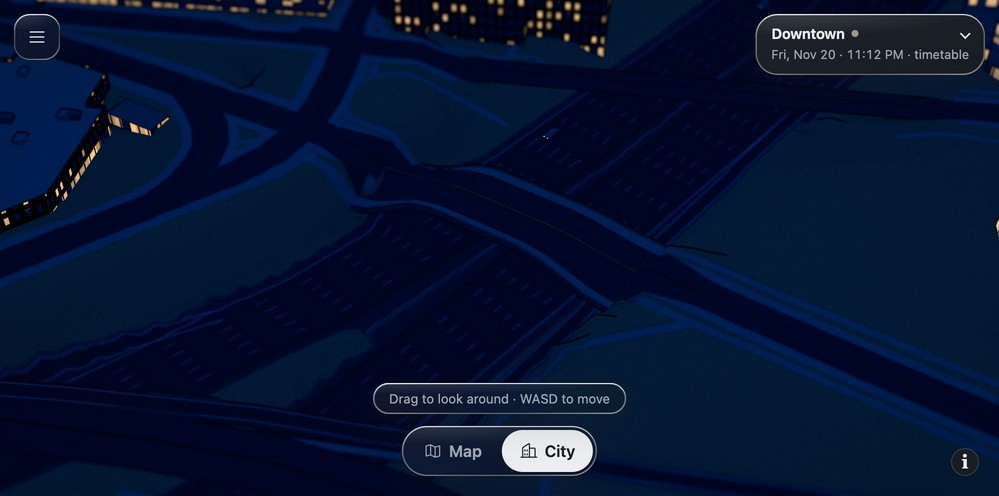 Downtown
Fri, Nov 20 · 11:12 PM · timetable
Drag to look around · WASD to move
Map
City
i